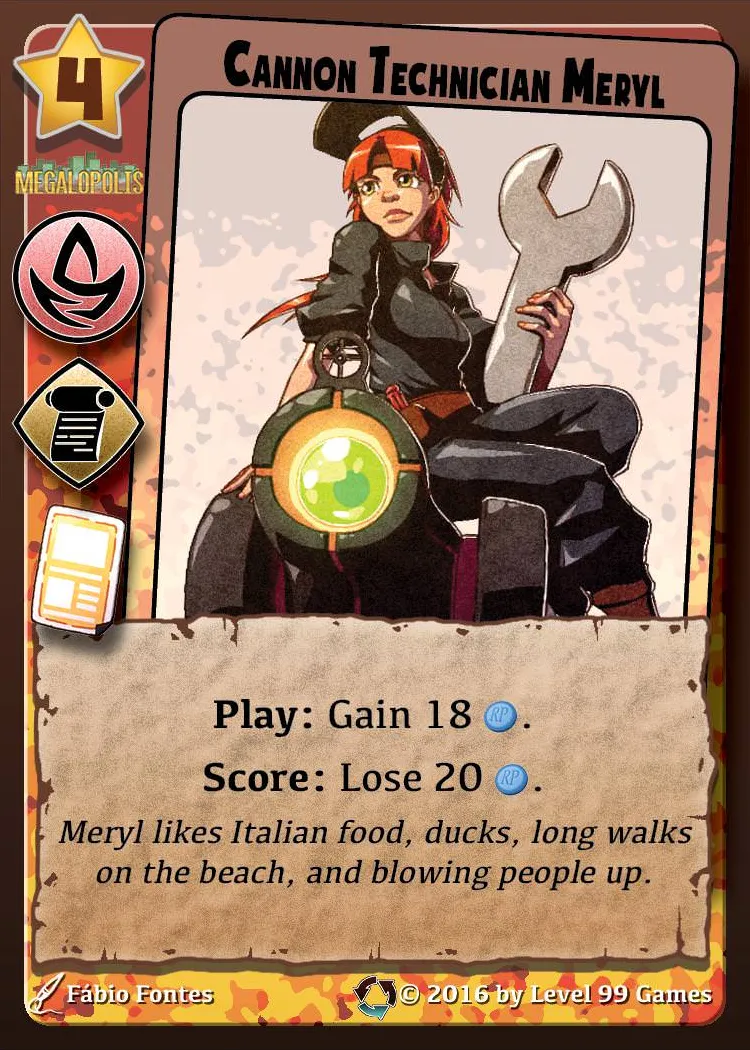 4
CANNON TECHNICIAN MERYL
MEGALOPOLIS
Play: Gain 18 RP.
Score: Lose 20 RP.
Meryl likes Italian food, ducks, long walks
on the beach, and blowing people up.
Fábio Fontes
© 2016 by Level 99 Games